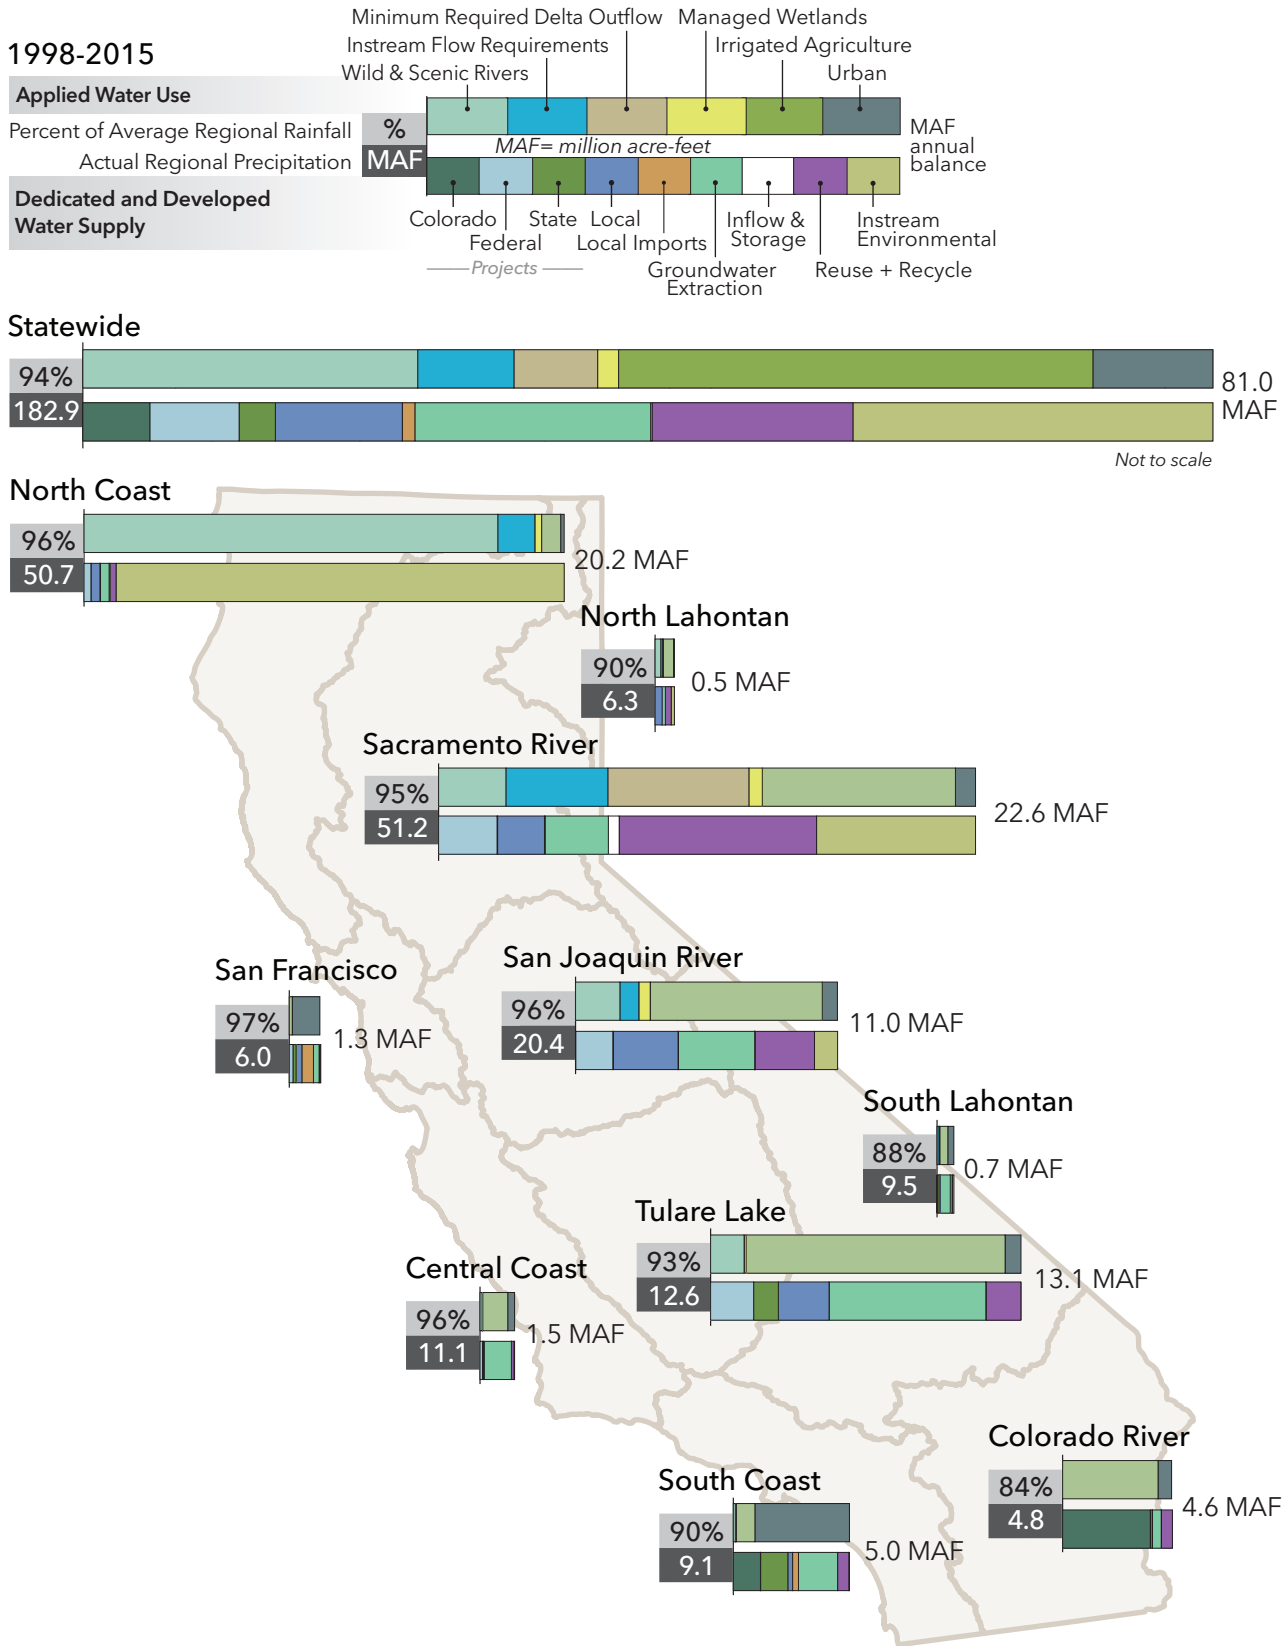 1998-2015
Applied Water Use
Percent of Average Regional Rainfall
Actual Regional Precipitation
Dedicated and Developed
Water Supply
%
MAF
Minimum Required Delta Outflow
Managed Wetlands
Instream Flow Requirements
Irrigated Agriculture
Wild & Scenic Rivers
Urban
MAF= million acre-feet
MAF
annual
balance
Colorado
State
Local
Inflow &
Storage
Instream
Environmental
Federal
Local Imports
Projects
Groundwater
Extraction
Reuse + Recycle
Statewide
94%
182.9
81.0
MAF
Not to scale
North Coast
96%
50.7
20.2 MAF
North Lahontan
90%
6.3
0.5 MAF
Sacramento River
95%
51.2
22.6 MAF
San Francisco
97%
6.0
1.3 MAF
San Joaquin River
96%
20.4
11.0 MAF
South Lahontan
88%
9.5
0.7 MAF
Tulare Lake
93%
12.6
13.1 MAF
Central Coast
96%
11.1
1.5 MAF
Colorado River
84%
4.8
4.6 MAF
South Coast
90%
9.1
5.0 MAF